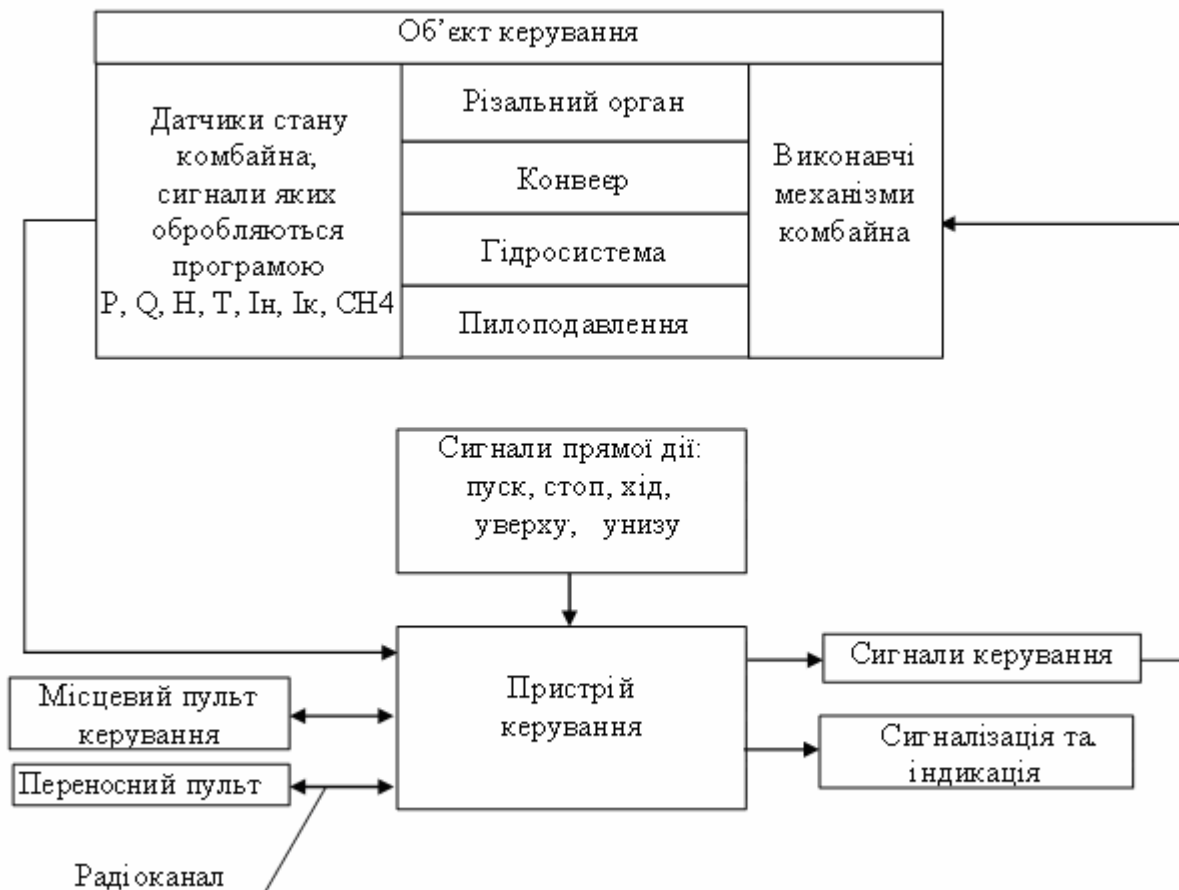 Об’єкт керування
Датчики стану
комбайна,
сигнали яких
обробляються
програмою
P, Q, H, T, Iн, Iк, CH4
Різальний орган
Конвеєр
Гідросистема
Пилоподавлення
Виконавчі
механізми
комбайна
Сигнали прямої дії:
пуск, стоп, хід,
уверху, унизу
Пристрій
керування
Місцевий пульт
керування
Переносний пульт
Радіоканал
Сигнали керування
Сигналізація та
індикація